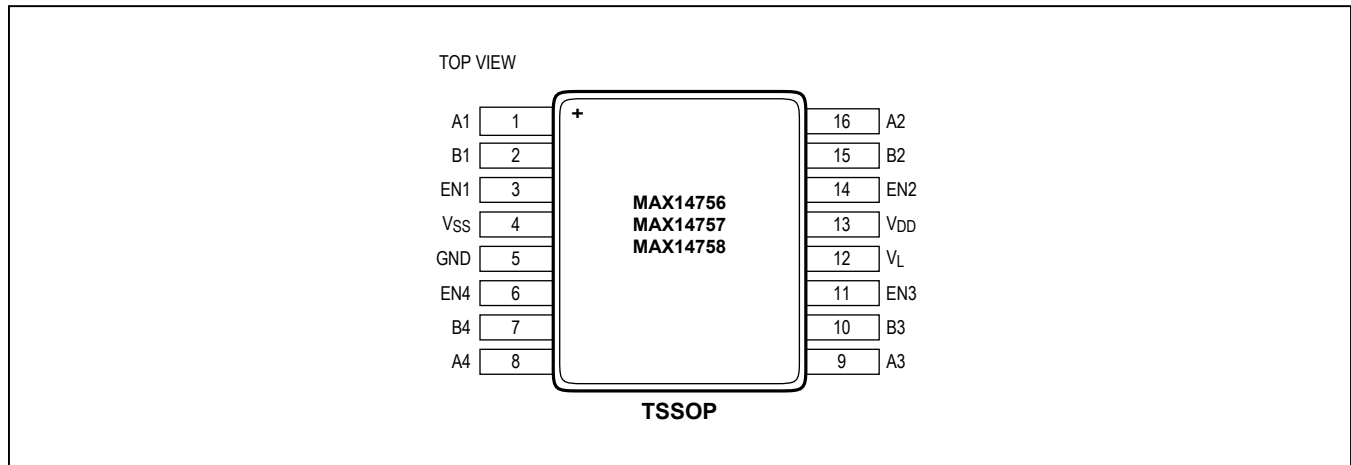 TOP VIEW
+
A1 1 16 A2
B1 2 15 B2
EN1 3 14 EN2
VSS 4 13 VDD
GND 5 12 VL
EN4 6 11 EN3
B4 7 10 B3
A4 8 9 A3
MAX14756
MAX14757
MAX14758
TSSOP